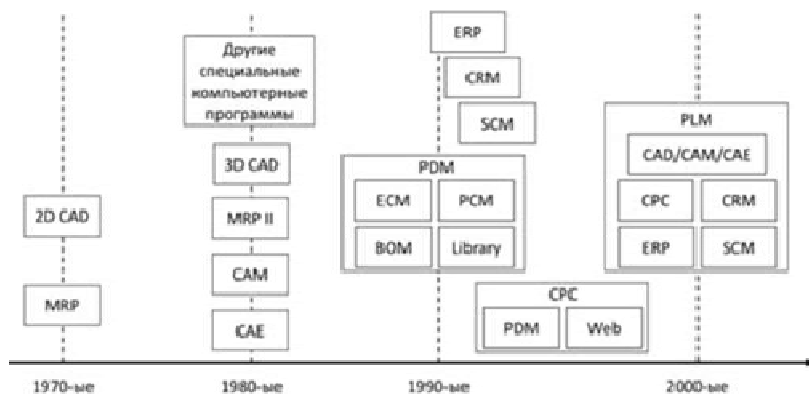 2D CAD
MRP
1970-ые
Другие
специальные
компьютерные
программы
3D CAD
MRP II
CAM
CAE
1980-ые
ERP
CRM
SCM
PDM
ECM
PCM
BOM
Library
CPC
PDM
Web
1990-ые
PLM
CAD/CAM/CAE
CPC
CRM
ERP
SCM
2000-ые